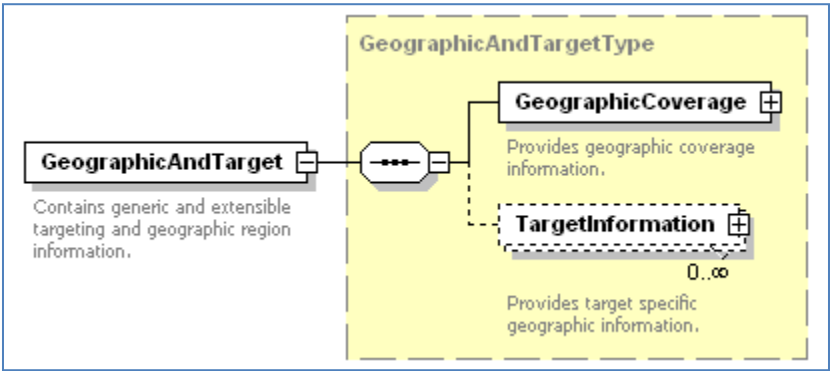 GeographicAndTargetType
GeographicCoverage
Provides geographic coverage
information.
GeographicAndTarget
Contains generic and extensible
targeting and geographic region
information.
TargetInformation
0..∞
Provides target specific
geographic information.